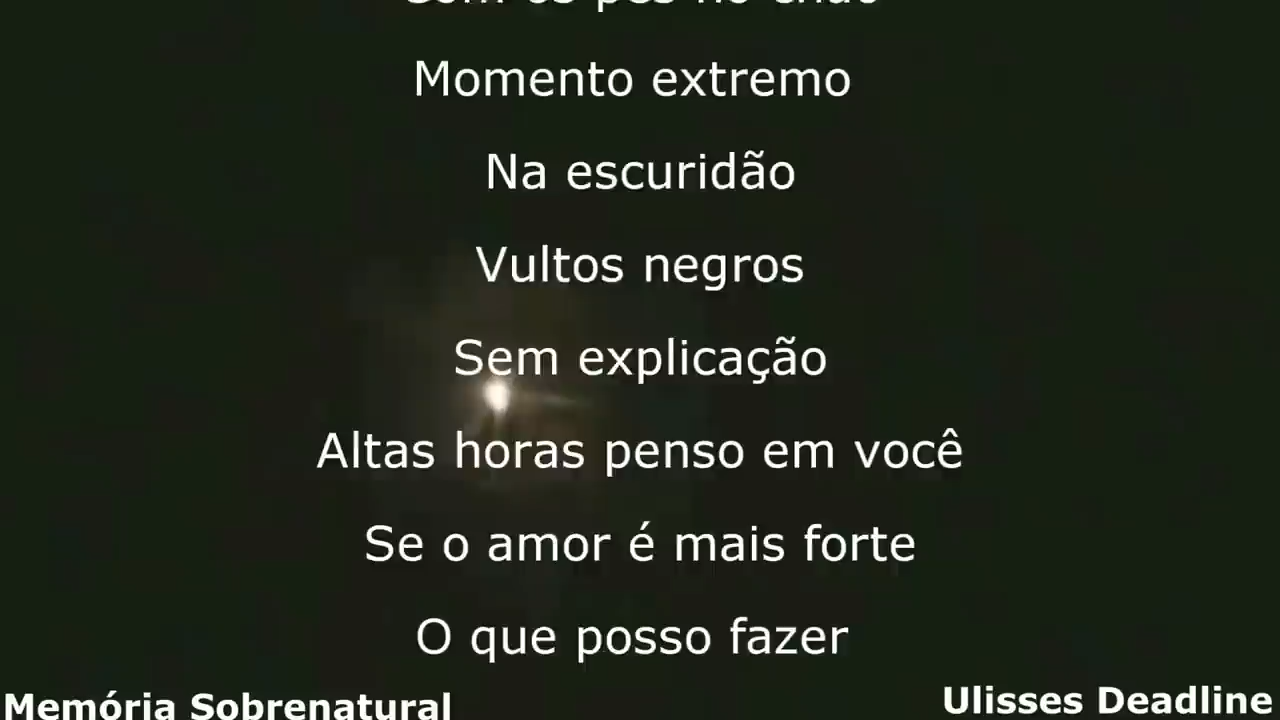 Momento extremo
Na escuridão
Vultos negros
Sem explicação
Altas horas penso em você
Se o amor é mais forte
O que posso fazer
Memória Sobrenatural
Ulisses Deadline